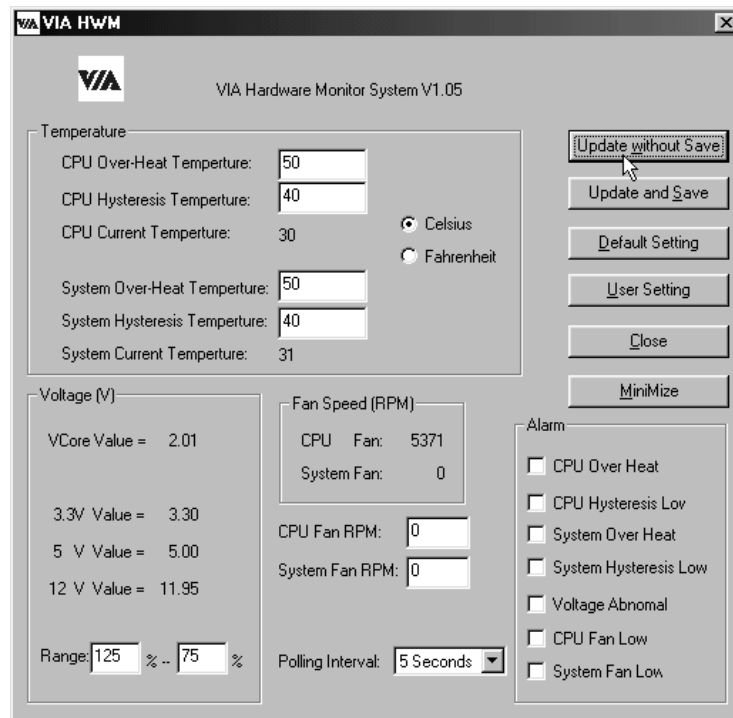 VIA VIA HWM
VIA
VIA Hardware Monitor System V1.05
Temperature
CPU Over-Heat Temperture: 50
CPU Hysteresis Temperture: 40
CPU Current Temperture: 30
Celsius
Fahrenheit
System Over-Heat Temperture: 50
System Hysteresis Temperture: 40
System Current Temperture: 31
Update without Save
Update and Save
Default Setting
User Setting
Close
MiniMize
Voltage (V)
VCore Value = 2.01
3.3V Value = 3.30
5 V Value = 5.00
12 V Value = 11.95
Range: 125 % -- 75 %
Fan Speed (RPM)
CPU Fan: 5371
System Fan: 0
CPU Fan RPM: 0
System Fan RPM: 0
Polling Interval: 5 Seconds
Alarm
CPU Over Heat
CPU Hysteresis Lov
System Over Heat
System Hysteresis Low
Voltage Abnomal
CPU Fan Low
System Fan Low